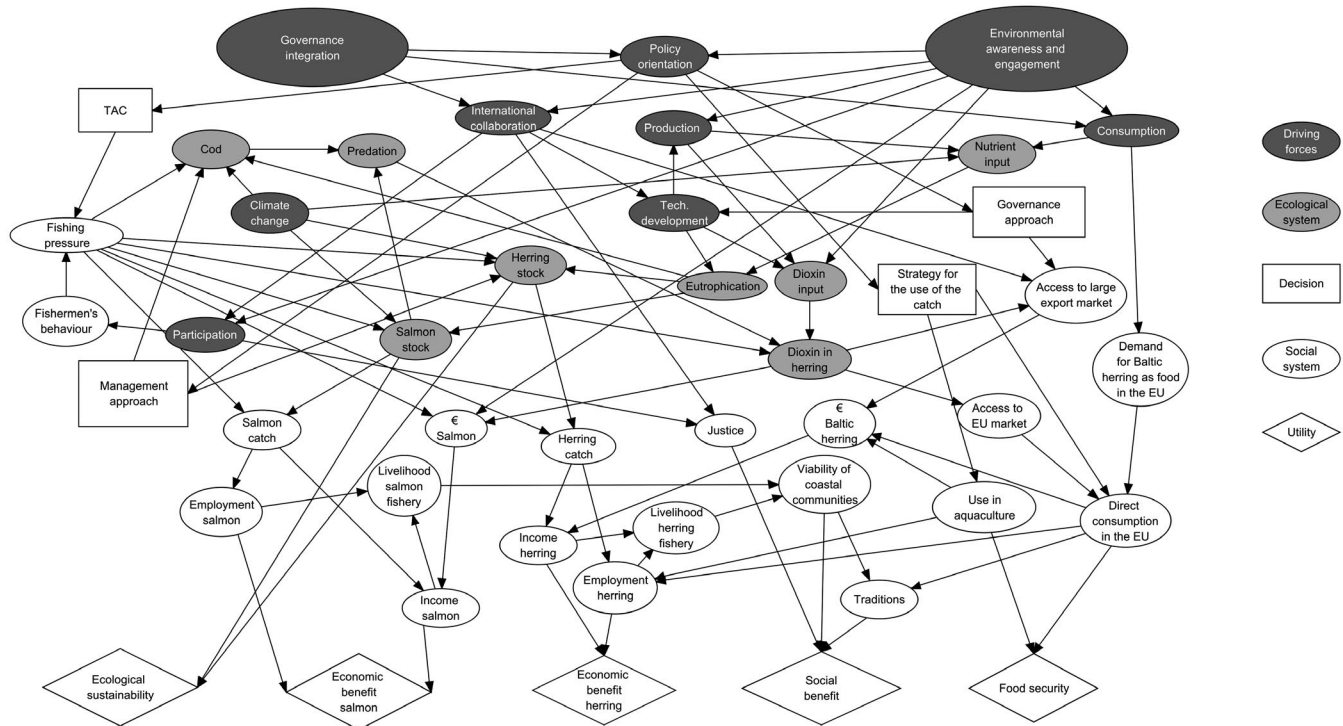 Governance
integration
Policy
orientation
Environmental
awareness and
engagement
TAC
International
collaboration
Production
Consumption
Driving
forces
Cod
Predation
Nutrient
input
Climate
change
Tech.
development
Governance
approach
Ecological
system
Fishing
pressure
Herring
stock
Eutrophication
Dioxin
input
Strategy for
the use of the
catch
Access to large
export market
Decision
Fishermen's
behaviour
Participation
Salmon
stock
Dioxin in
herring
Demand
for Baltic
herring as food
in the EU
Social
system
Management
approach
Salmon
catch
€
Salmon
Herring
catch
Justice
€
Baltic
herring
Access to
EU market
Utility
Employment
salmon
Livelihood
salmon
fishery
Income
herring
Livelihood
herring
fishery
Viability of
coastal
communities
Use in
aquaculture
Direct
consumption
in the EU
Income
salmon
Employment
herring
Traditions
Ecological
sustainability
Economic
benefit
salmon
Economic
benefit
herring
Social
benefit
Food security